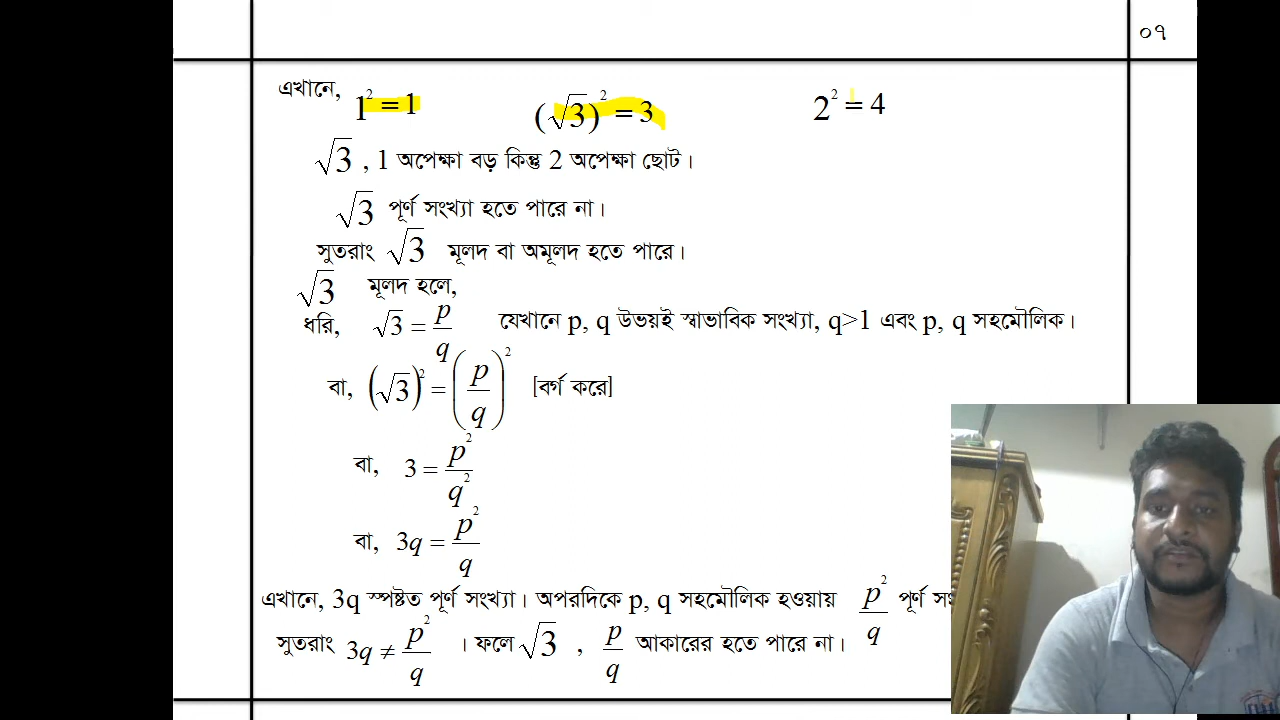 ০৭
এখানে, 1² = 1 (√3)² = 3 2² = 4
√3 , 1 অপেক্ষা বড় কিন্তু 2 অপেক্ষা ছোট।
√3 পূর্ণ সংখ্যা হতে পারে না।
সুতরাং √3 মূলদ বা অমূলদ হতে পারে।
√3 মূলদ হলে,
ধরি, √3 = p/q যেখানে p, q উভয়ই স্বাভাবিক সংখ্যা, q>1 এবং p, q সহমৌলিক।
বা, (√3)² = (p/q)² [বর্গ করে]
বা, 3 = p²/q²
বা, 3q = p²/q
এখানে, 3q স্পষ্টত পূর্ণ সংখ্যা। অপরদিকে p, q সহমৌলিক হওয়ায় p²/q পূর্ণ
সুতরাং 3q ≠ p²/q । ফলে √3 , p/q আকারের হতে পারে না।